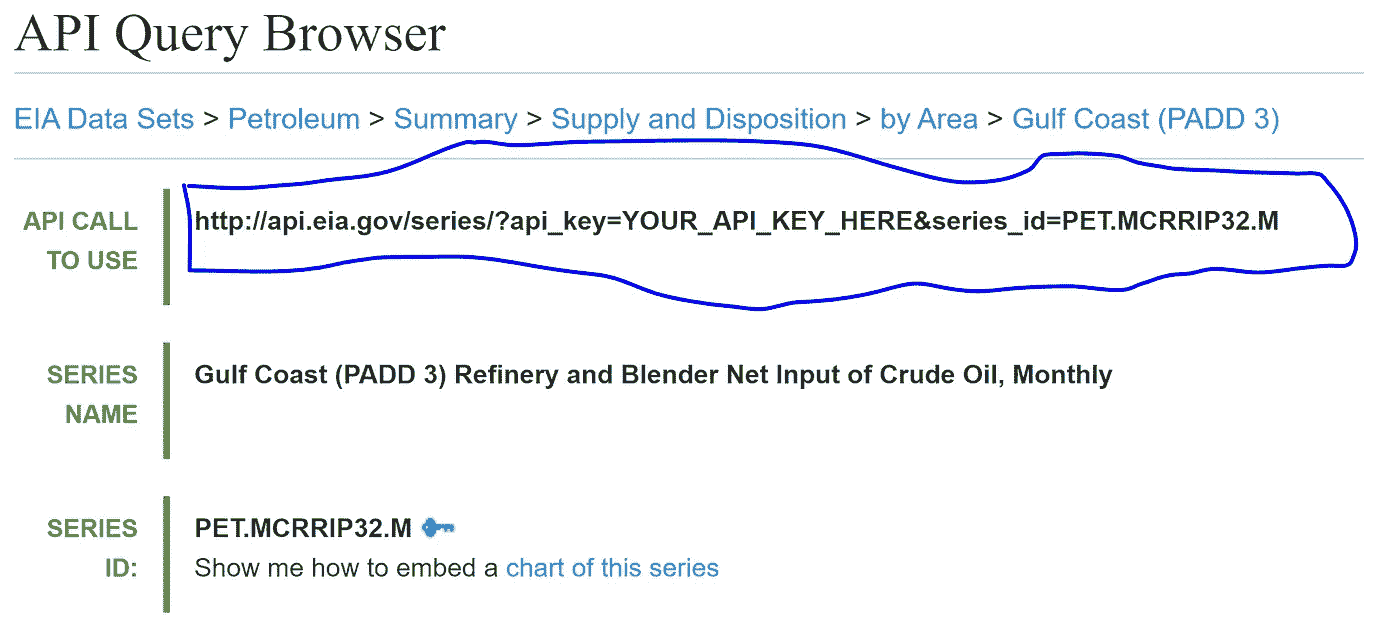 API Query Browser
EIA Data Sets > Petroleum > Summary > Supply and Disposition > by Area > Gulf Coast (PADD 3)
API CALL
TO USE
http://api.eia.gov/series/?api_key=YOUR_API_KEY_HERE&series_id=PET.MCRRIP32.M
SERIES
NAME
Gulf Coast (PADD 3) Refinery and Blender Net Input of Crude Oil, Monthly
SERIES
ID:
PET.MCRRIP32.M
Show me how to embed a chart of this series